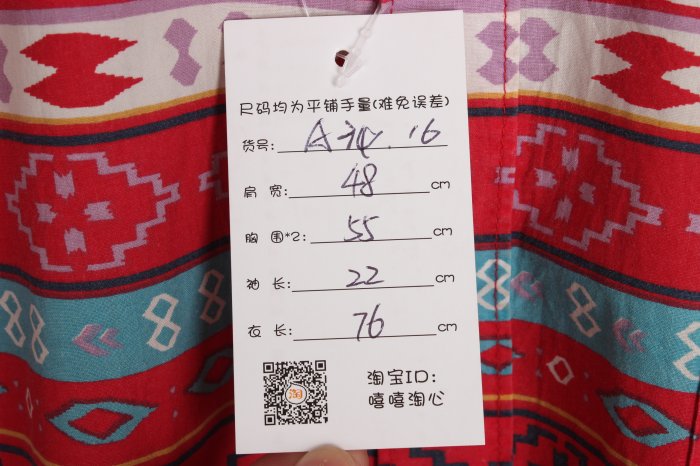 尺码均为平铺手量(难免误差)
货号: A 16
肩 宽: 48 cm
胸 围*2: 55 cm
袖 长: 22 cm
衣 长: 76 cm
淘
淘宝ID:
嘻嘻淘心